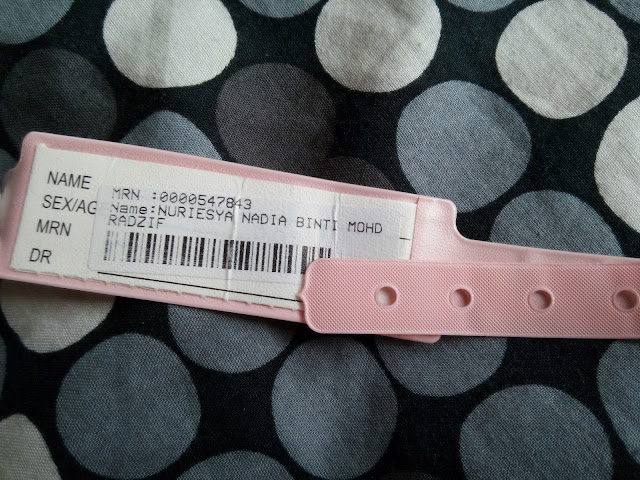 NAME
SEX/AG
MRN
DR
MRN :0000547843
Name:NURIESYA NADIA BINTI MOHD
RADZIF